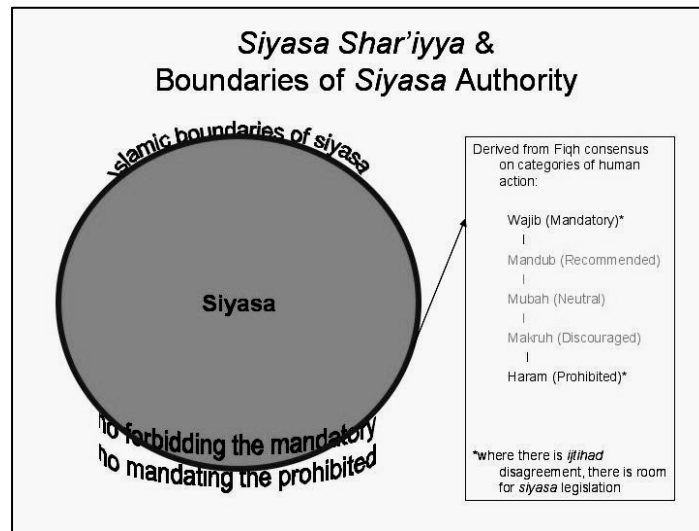 Siyasa Shar'iyya &
Boundaries of Siyasa Authority
Islamic boundaries of siyasa
Siyasa
no forbidding the mandatory
no mandating the prohibited
Derived from Fiqh consensus
on categories of human
action:
Wajib (Mandatory)*
Mandub (Recommended)
Mubah (Neutral)
Makruh (Discouraged)
Haram (Prohibited)*
*where there is ijtihad
disagreement, there is room
for siyasa legislation